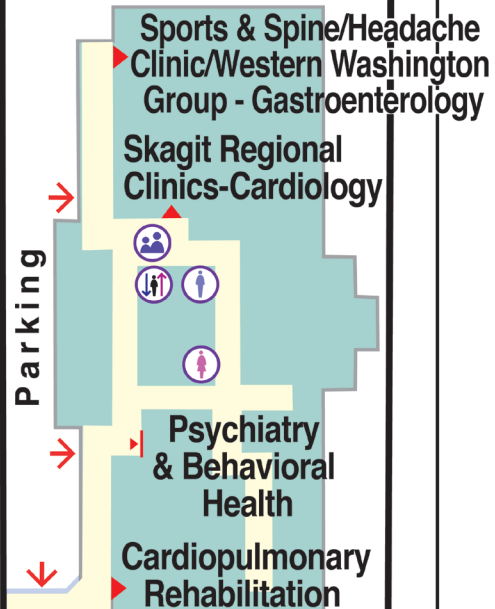 Sports & Spine/Headache
Clinic/Western Washington
Group - Gastroenterology
Skagit Regional
Clinics-Cardiology
Parking
Psychiatry
& Behavioral
Health
Cardiopulmonary
Rehabilitation